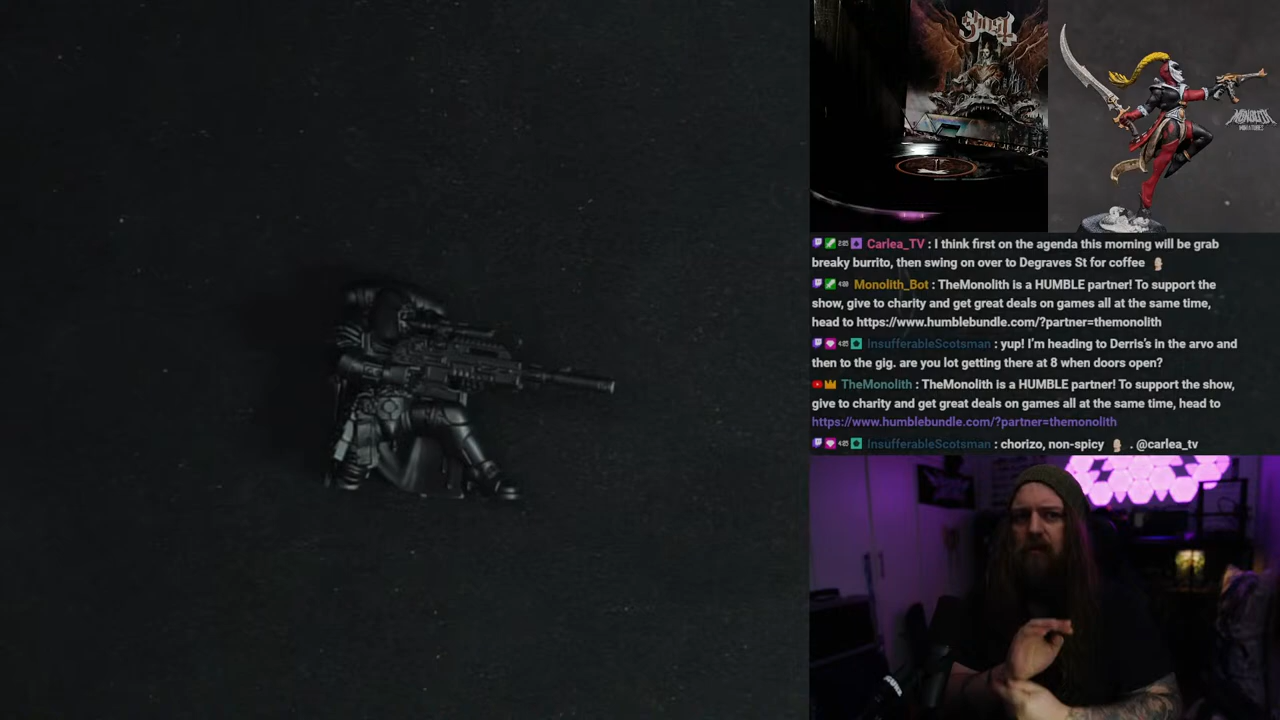 Ghost
MONOLITH
MINIATURES
Carlea_TV : I think first on the agenda this morning will be grab
breaky burrito, then swing on over to Degraves St for coffee
Monolith_Bot : TheMonolith is a HUMBLE partner! To support the
show, give to charity and get great deals on games all at the same time,
head to https://www.humblebundle.com/?partner=themonolith
InsufferableScotsman : yup! I'm heading to Derris's in the arvo and
then to the gig. are you lot getting there at 8 when doors open?
TheMonolith : TheMonolith is a HUMBLE partner! To support the show,
give to charity and get great deals on games all at the same time, head to
https://www.humblebundle.com/?partner=themonolith
InsufferableScotsman : chorizo, non-spicy . @carlea_tv